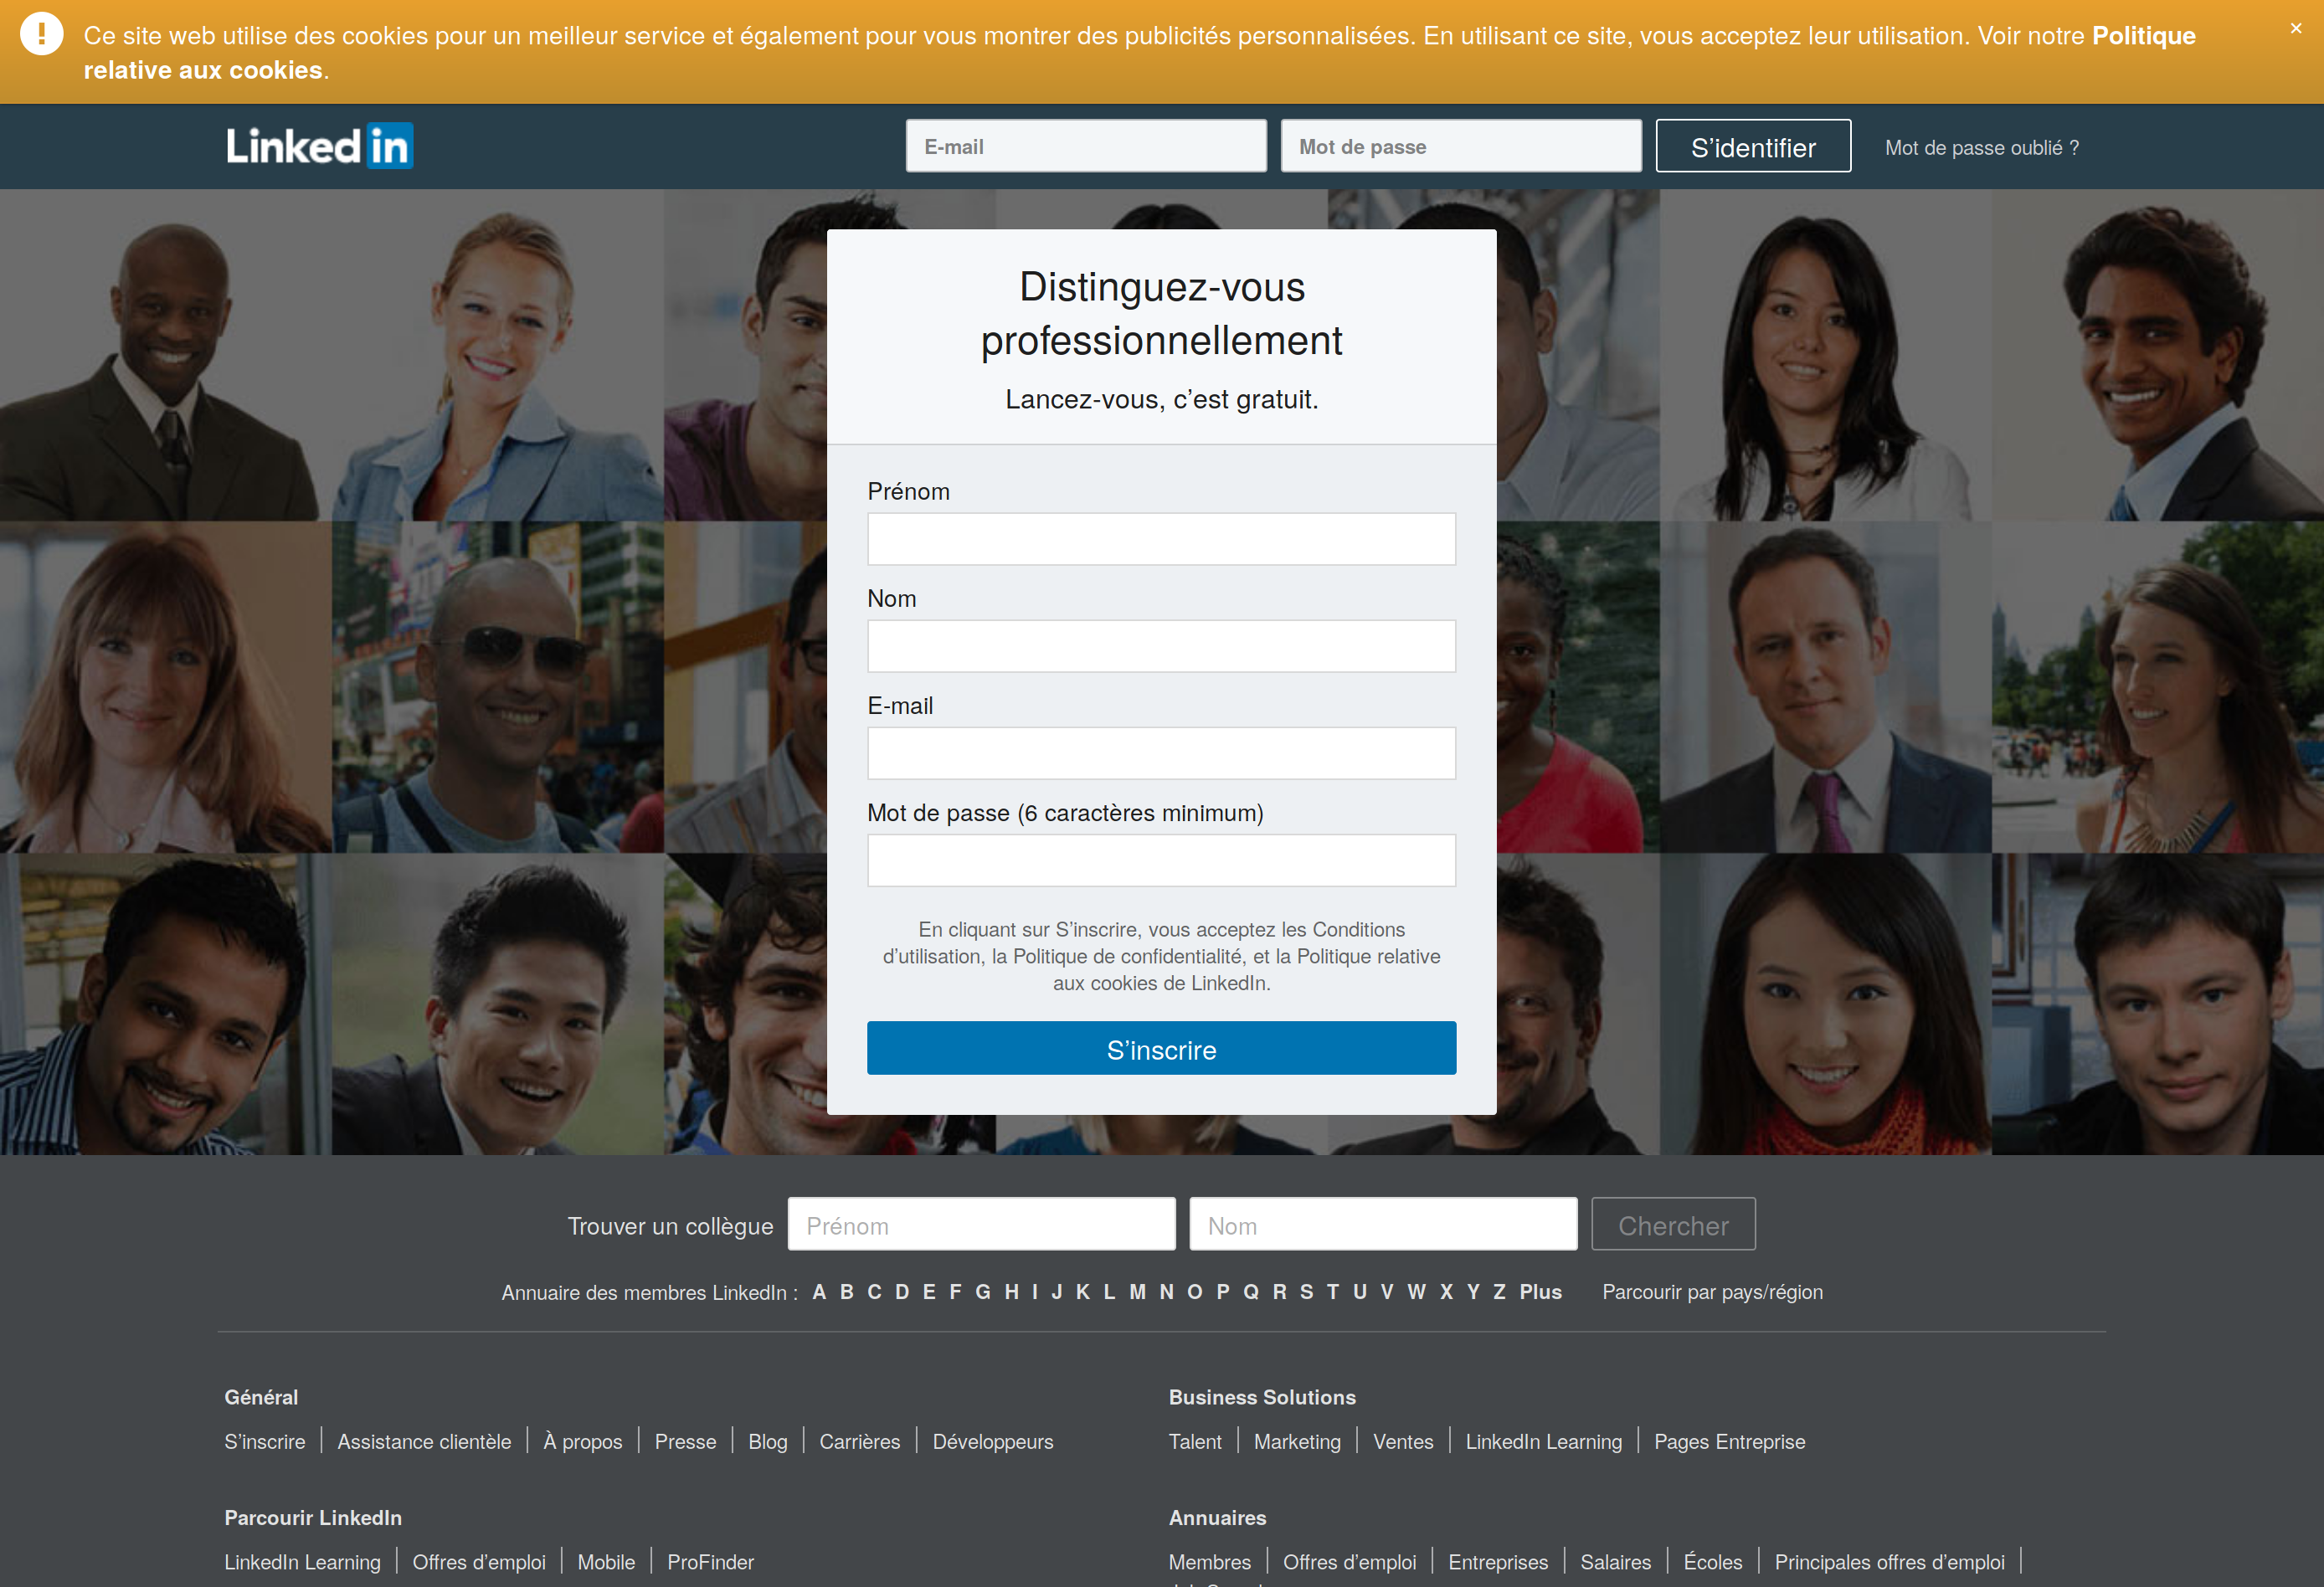 Ce site web utilise des cookies pour un meilleur service et également pour vous montrer des publicités personnalisées. En utilisant ce site, vous acceptez leur utilisation. Voir notre Politique
relative aux cookies.
×
LinkedIn
E-mail
Mot de passe
S’identifier
Mot de passe oublié ?
Distinguez-vous
professionnellement
Lancez-vous, c’est gratuit.
Prénom
Nom
E-mail
Mot de passe (6 caractères minimum)
En cliquant sur S’inscrire, vous acceptez les Conditions
d’utilisation, la Politique de confidentialité, et la Politique relative
aux cookies de LinkedIn.
S’inscrire
Trouver un collègue Prénom Nom Chercher
Annuaire des membres LinkedIn : A B C D E F G H I J K L M N O P Q R S T U V W X Y Z Plus Parcourir par pays/région
Général
S’inscrire Assistance clientèle À propos Presse Blog Carrières Développeurs
Business Solutions
Talent Marketing Ventes LinkedIn Learning Pages Entreprise
Parcourir LinkedIn
LinkedIn Learning Offres d’emploi Mobile ProFinder
Annuaires
Membres Offres d’emploi Entreprises Salaires Écoles Principales offres d’emploi